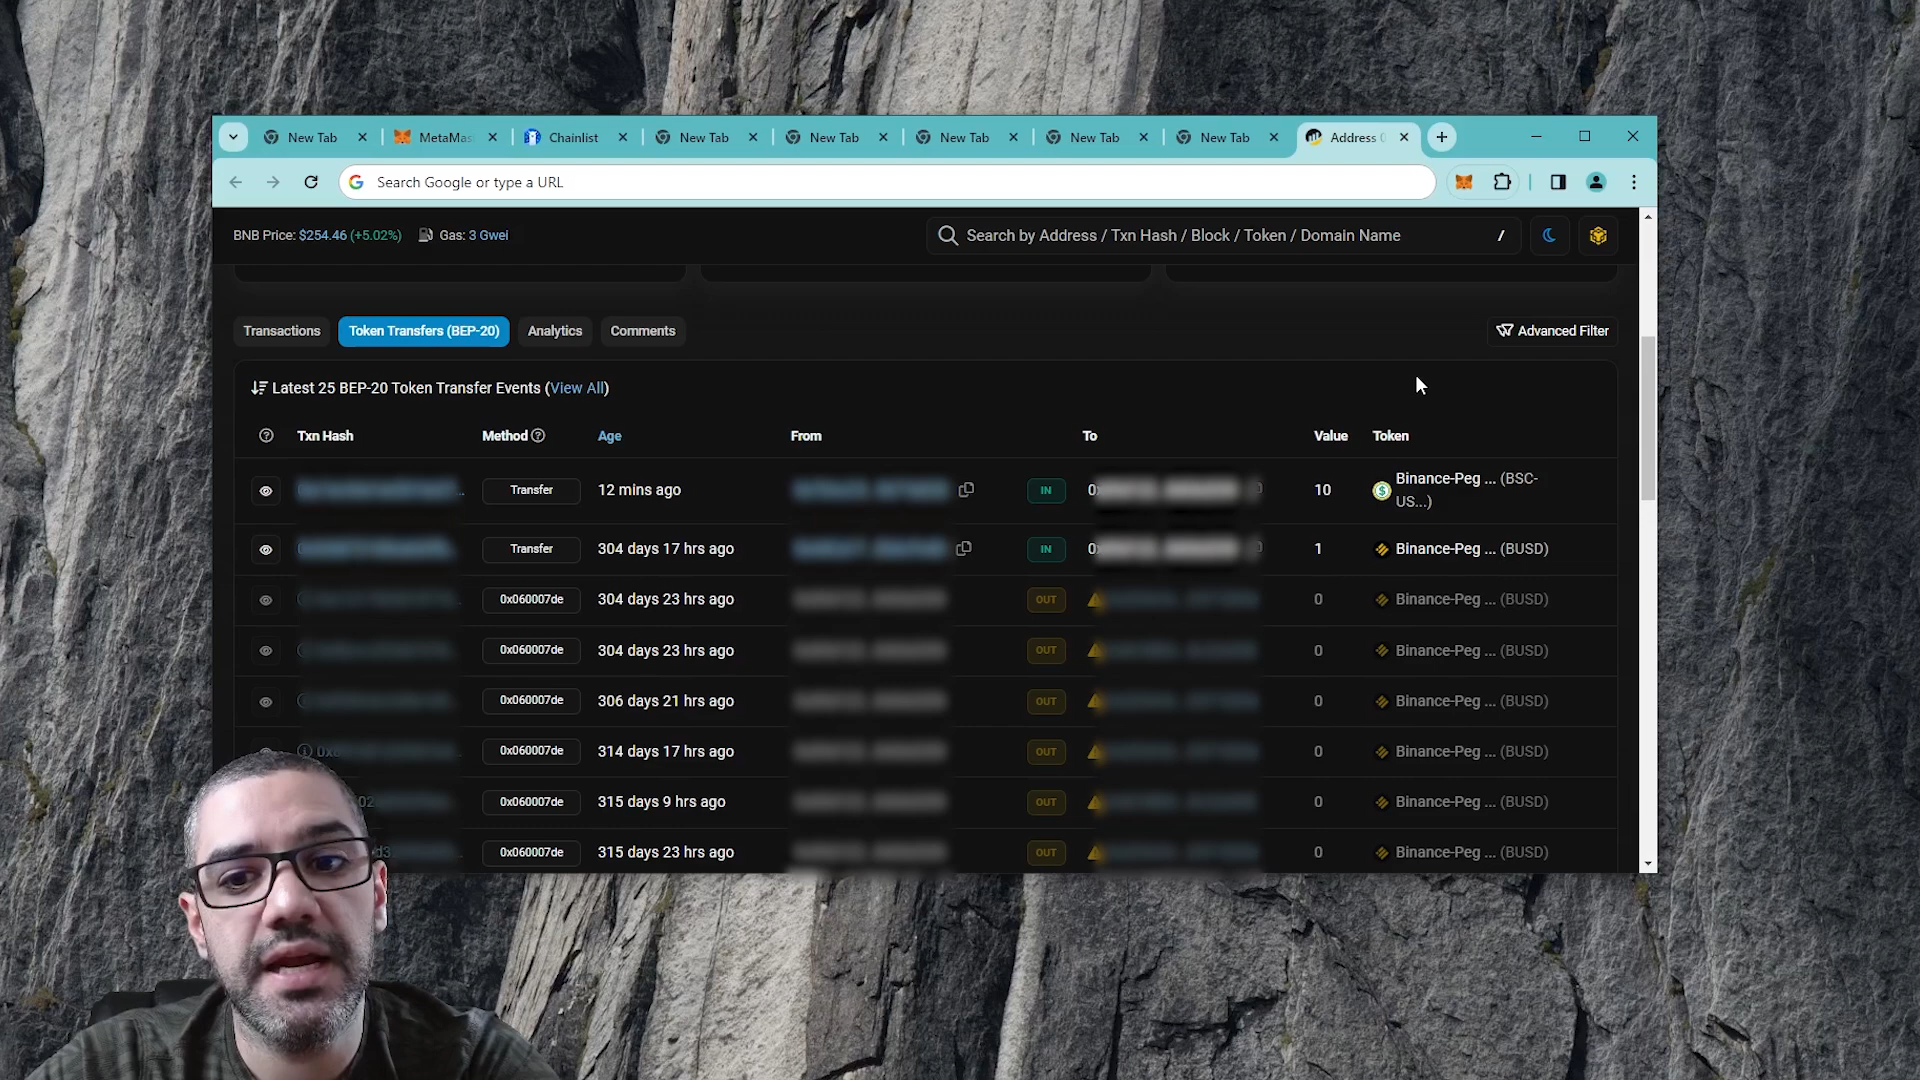 New Tab MetaMas Chainlist New Tab New Tab New Tab New Tab New Tab Address
Search Google or type a URL
BNB Price: $254.46 (+5.02%) Gas: 3 Gwei Search by Address / Txn Hash / Block / Token / Domain Name /
Transactions Token Transfers (BEP-20) Analytics Comments Advanced Filter
Latest 25 BEP-20 Token Transfer Events (View All)
Txn Hash Method Age From To Value Token
Transfer 12 mins ago IN 10 Binance-Peg ... (BSC-
US...)
Transfer 304 days 17 hrs ago IN 1 Binance-Peg ... (BUSD)
0x060007de 304 days 23 hrs ago OUT 0 Binance-Peg ... (BUSD)
0x060007de 304 days 23 hrs ago OUT 0 Binance-Peg ... (BUSD)
0x060007de 306 days 21 hrs ago OUT 0 Binance-Peg ... (BUSD)
0x060007de 314 days 17 hrs ago OUT 0 Binance-Peg ... (BUSD)
0x060007de 315 days 9 hrs ago OUT 0 Binance-Peg ... (BUSD)
0x060007de 315 days 23 hrs ago OUT 0 Binance-Peg ... (BUSD)